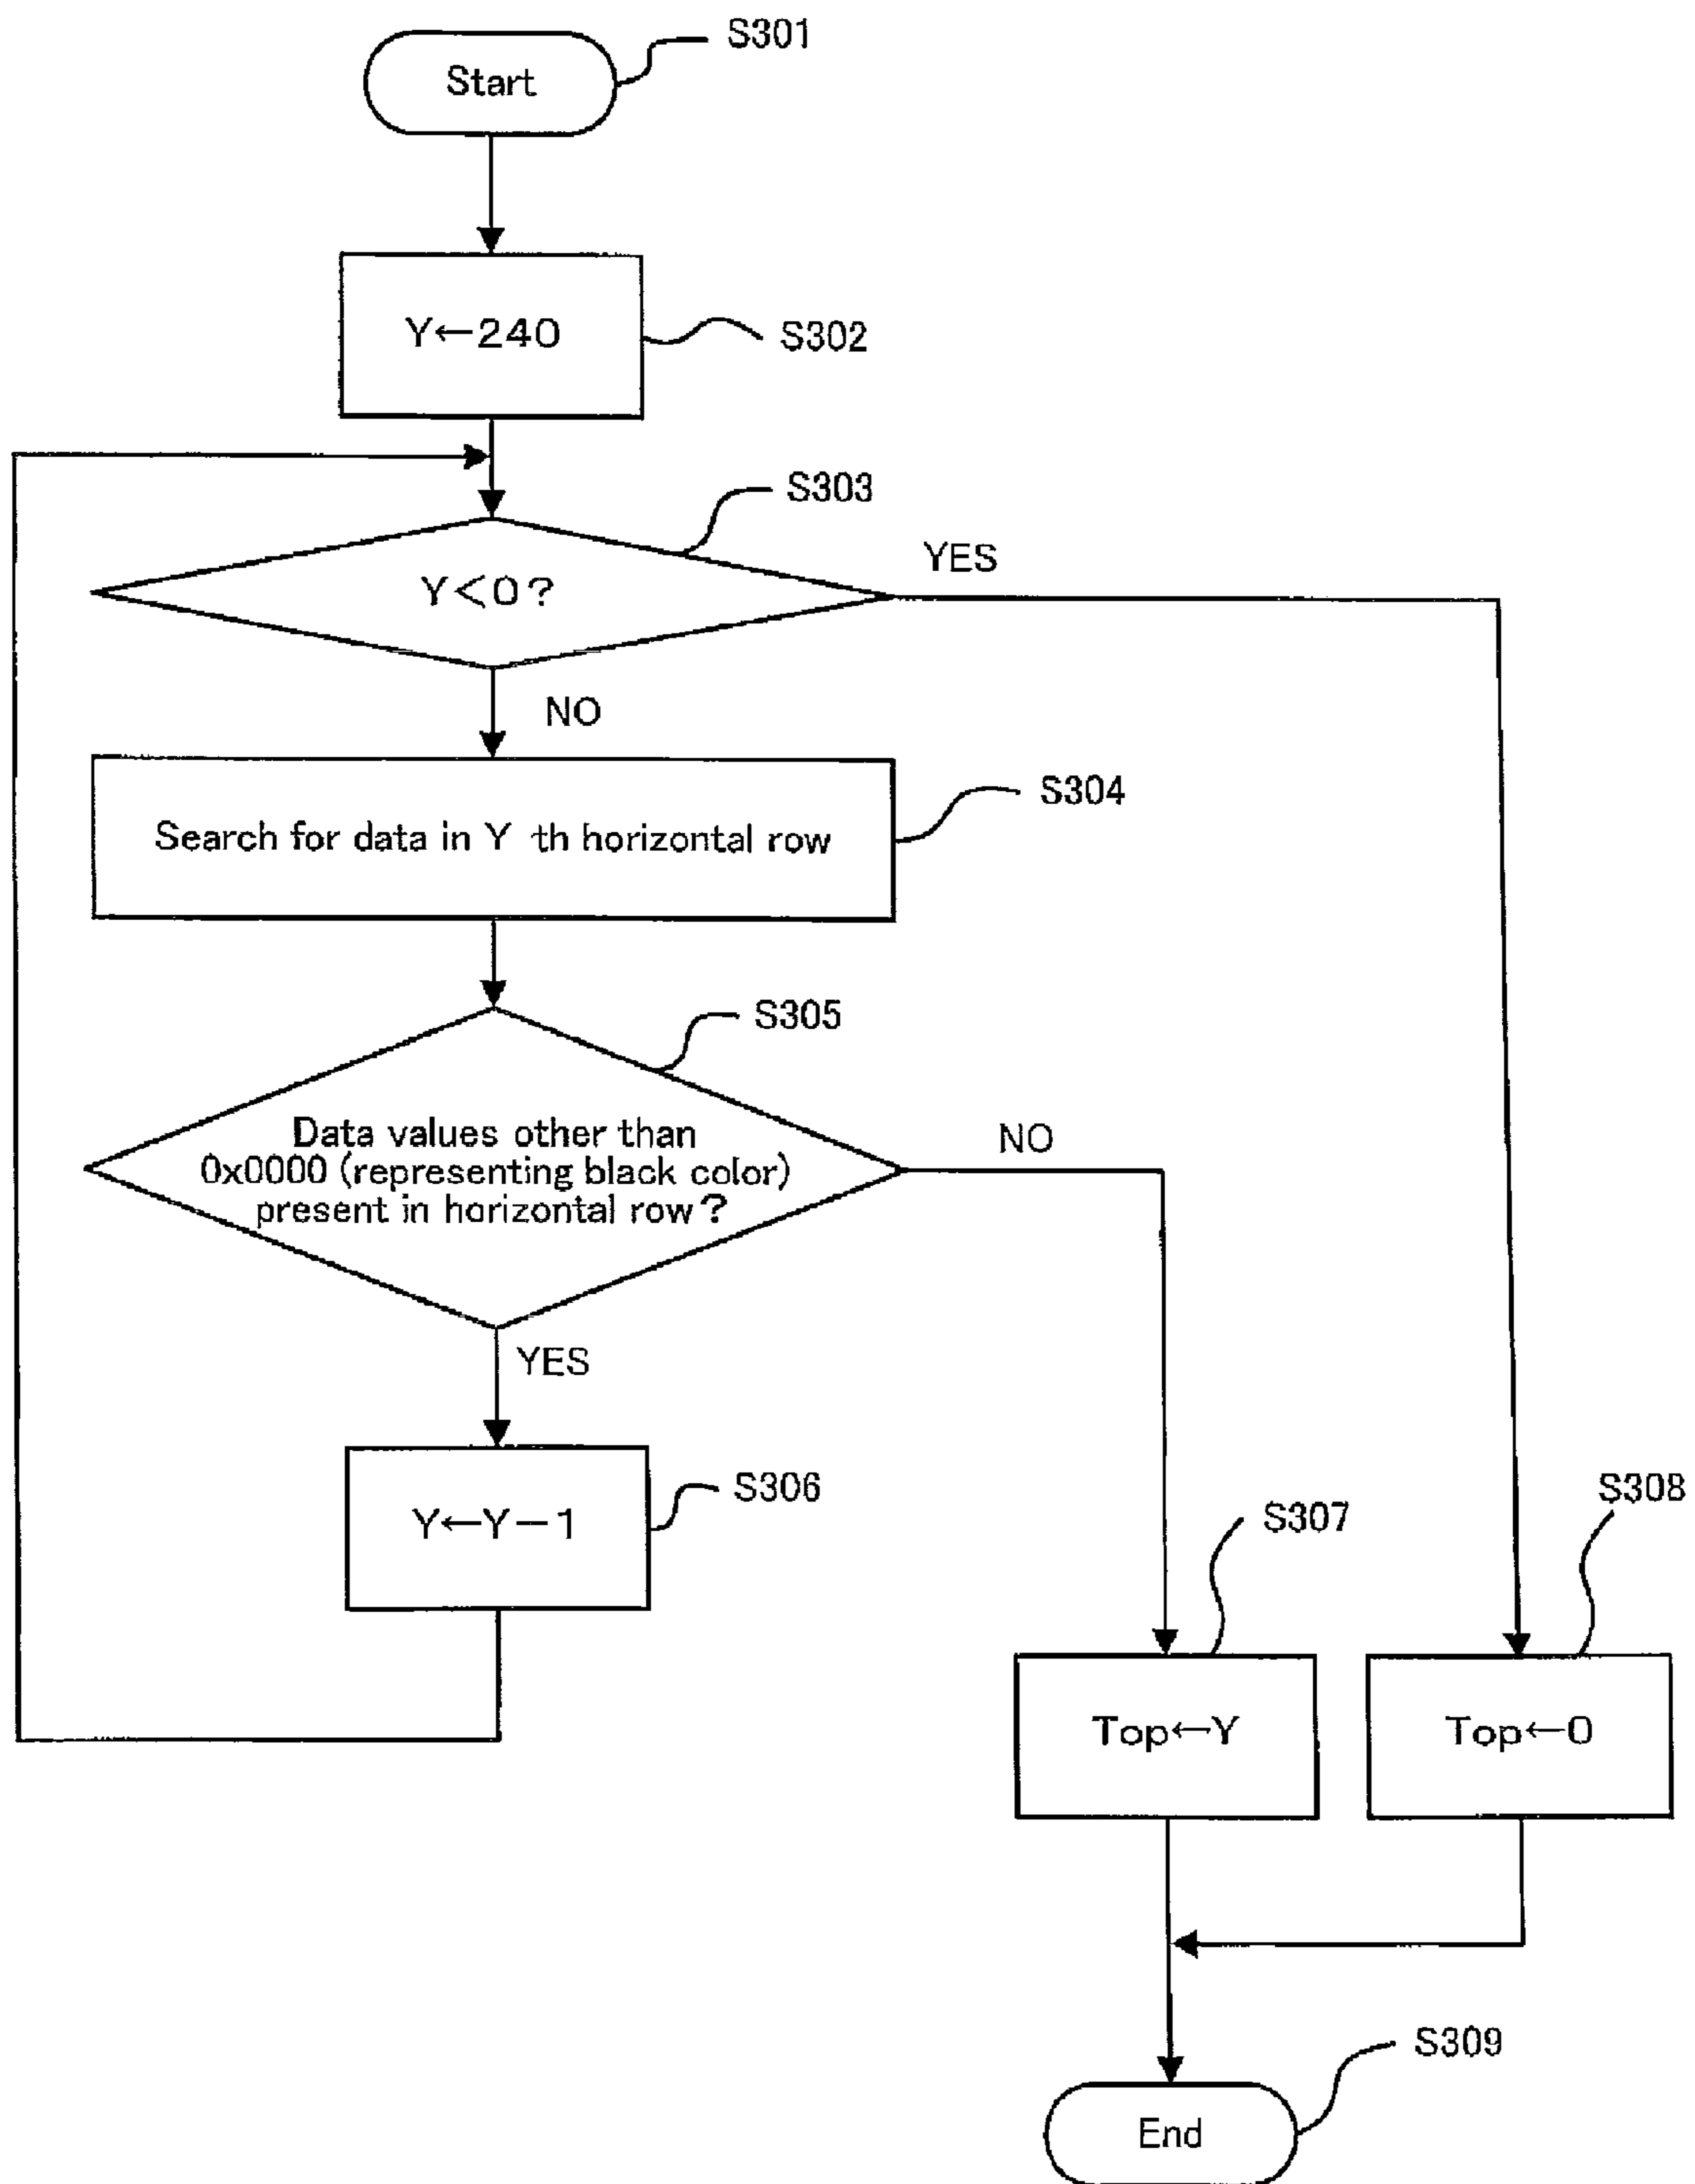 S301
Start
Y←240
S302
S303
Y<0?
YES
NO
S304
Search for data in Y th horizontal row
S305
Data values other than
0x0000 (representing black color)
present in horizontal row?
NO
YES
S306
Y←Y−1
S307
S308
Top←Y
Top←0
S309
End